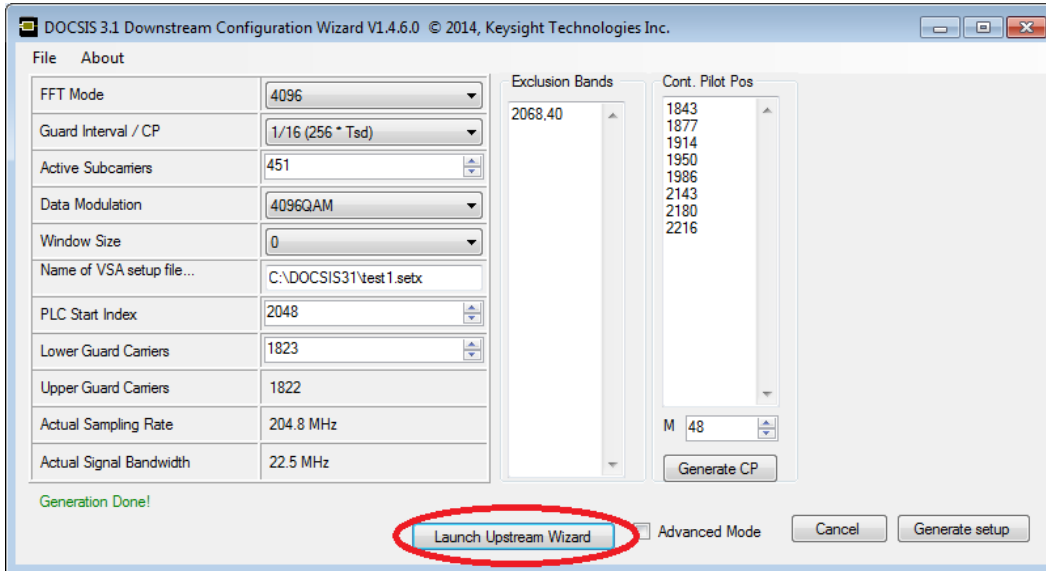 DOCSIS 3.1 Downstream Configuration Wizard V1.4.6.0 © 2014, Keysight Technologies Inc.
File About
FFT Mode 4096
Guard Interval / CP 1/16 (256 * Tsd)
Active Subcarriers 451
Data Modulation 4096QAM
Window Size 0
Name of VSA setup file... C:\DOCSIS31\test1.setx
PLC Start Index 2048
Lower Guard Carriers 1823
Upper Guard Carriers 1822
Actual Sampling Rate 204.8 MHz
Actual Signal Bandwidth 22.5 MHz
Exclusion Bands
2068,40
Cont. Pilot Pos
1843
1877
1914
1950
1986
2143
2180
2216
M 48
Generate CP
Generation Done!
Launch Upstream Wizard
Advanced Mode
Cancel
Generate setup